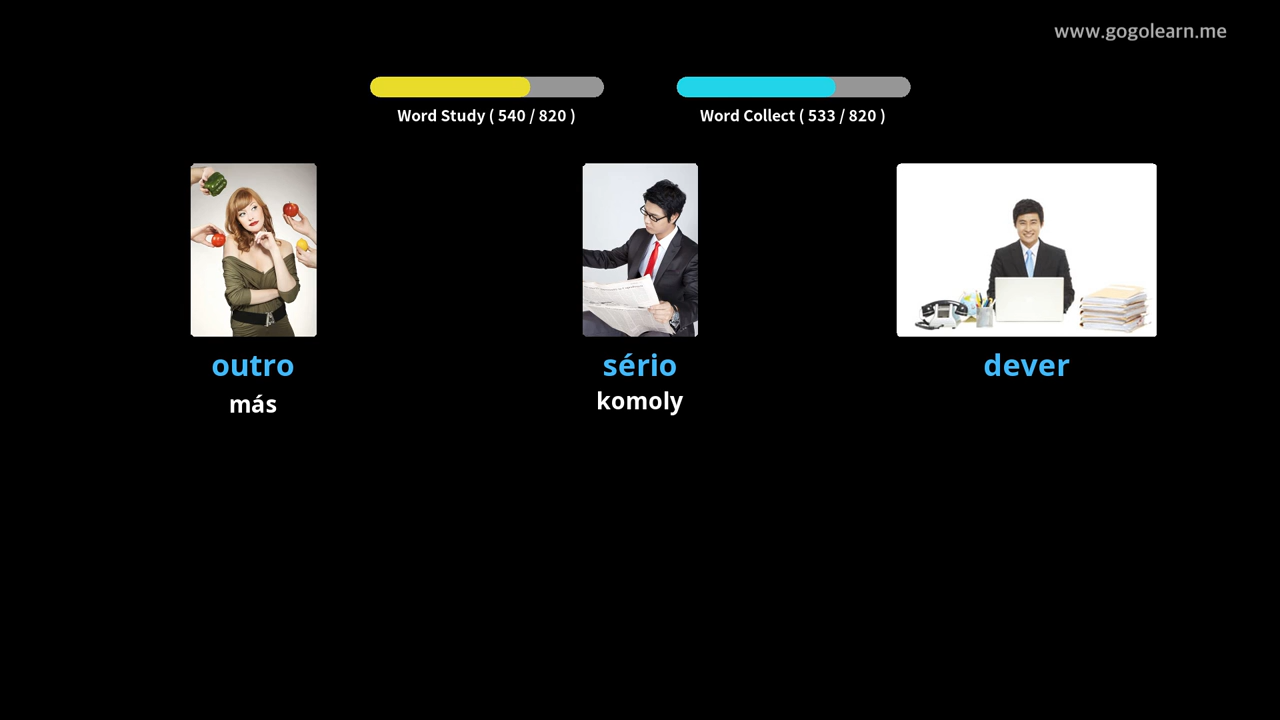 www.gogolearn.me
Word Study ( 540 / 820 )
Word Collect ( 533 / 820 )
outro
más
sério
komoly
dever